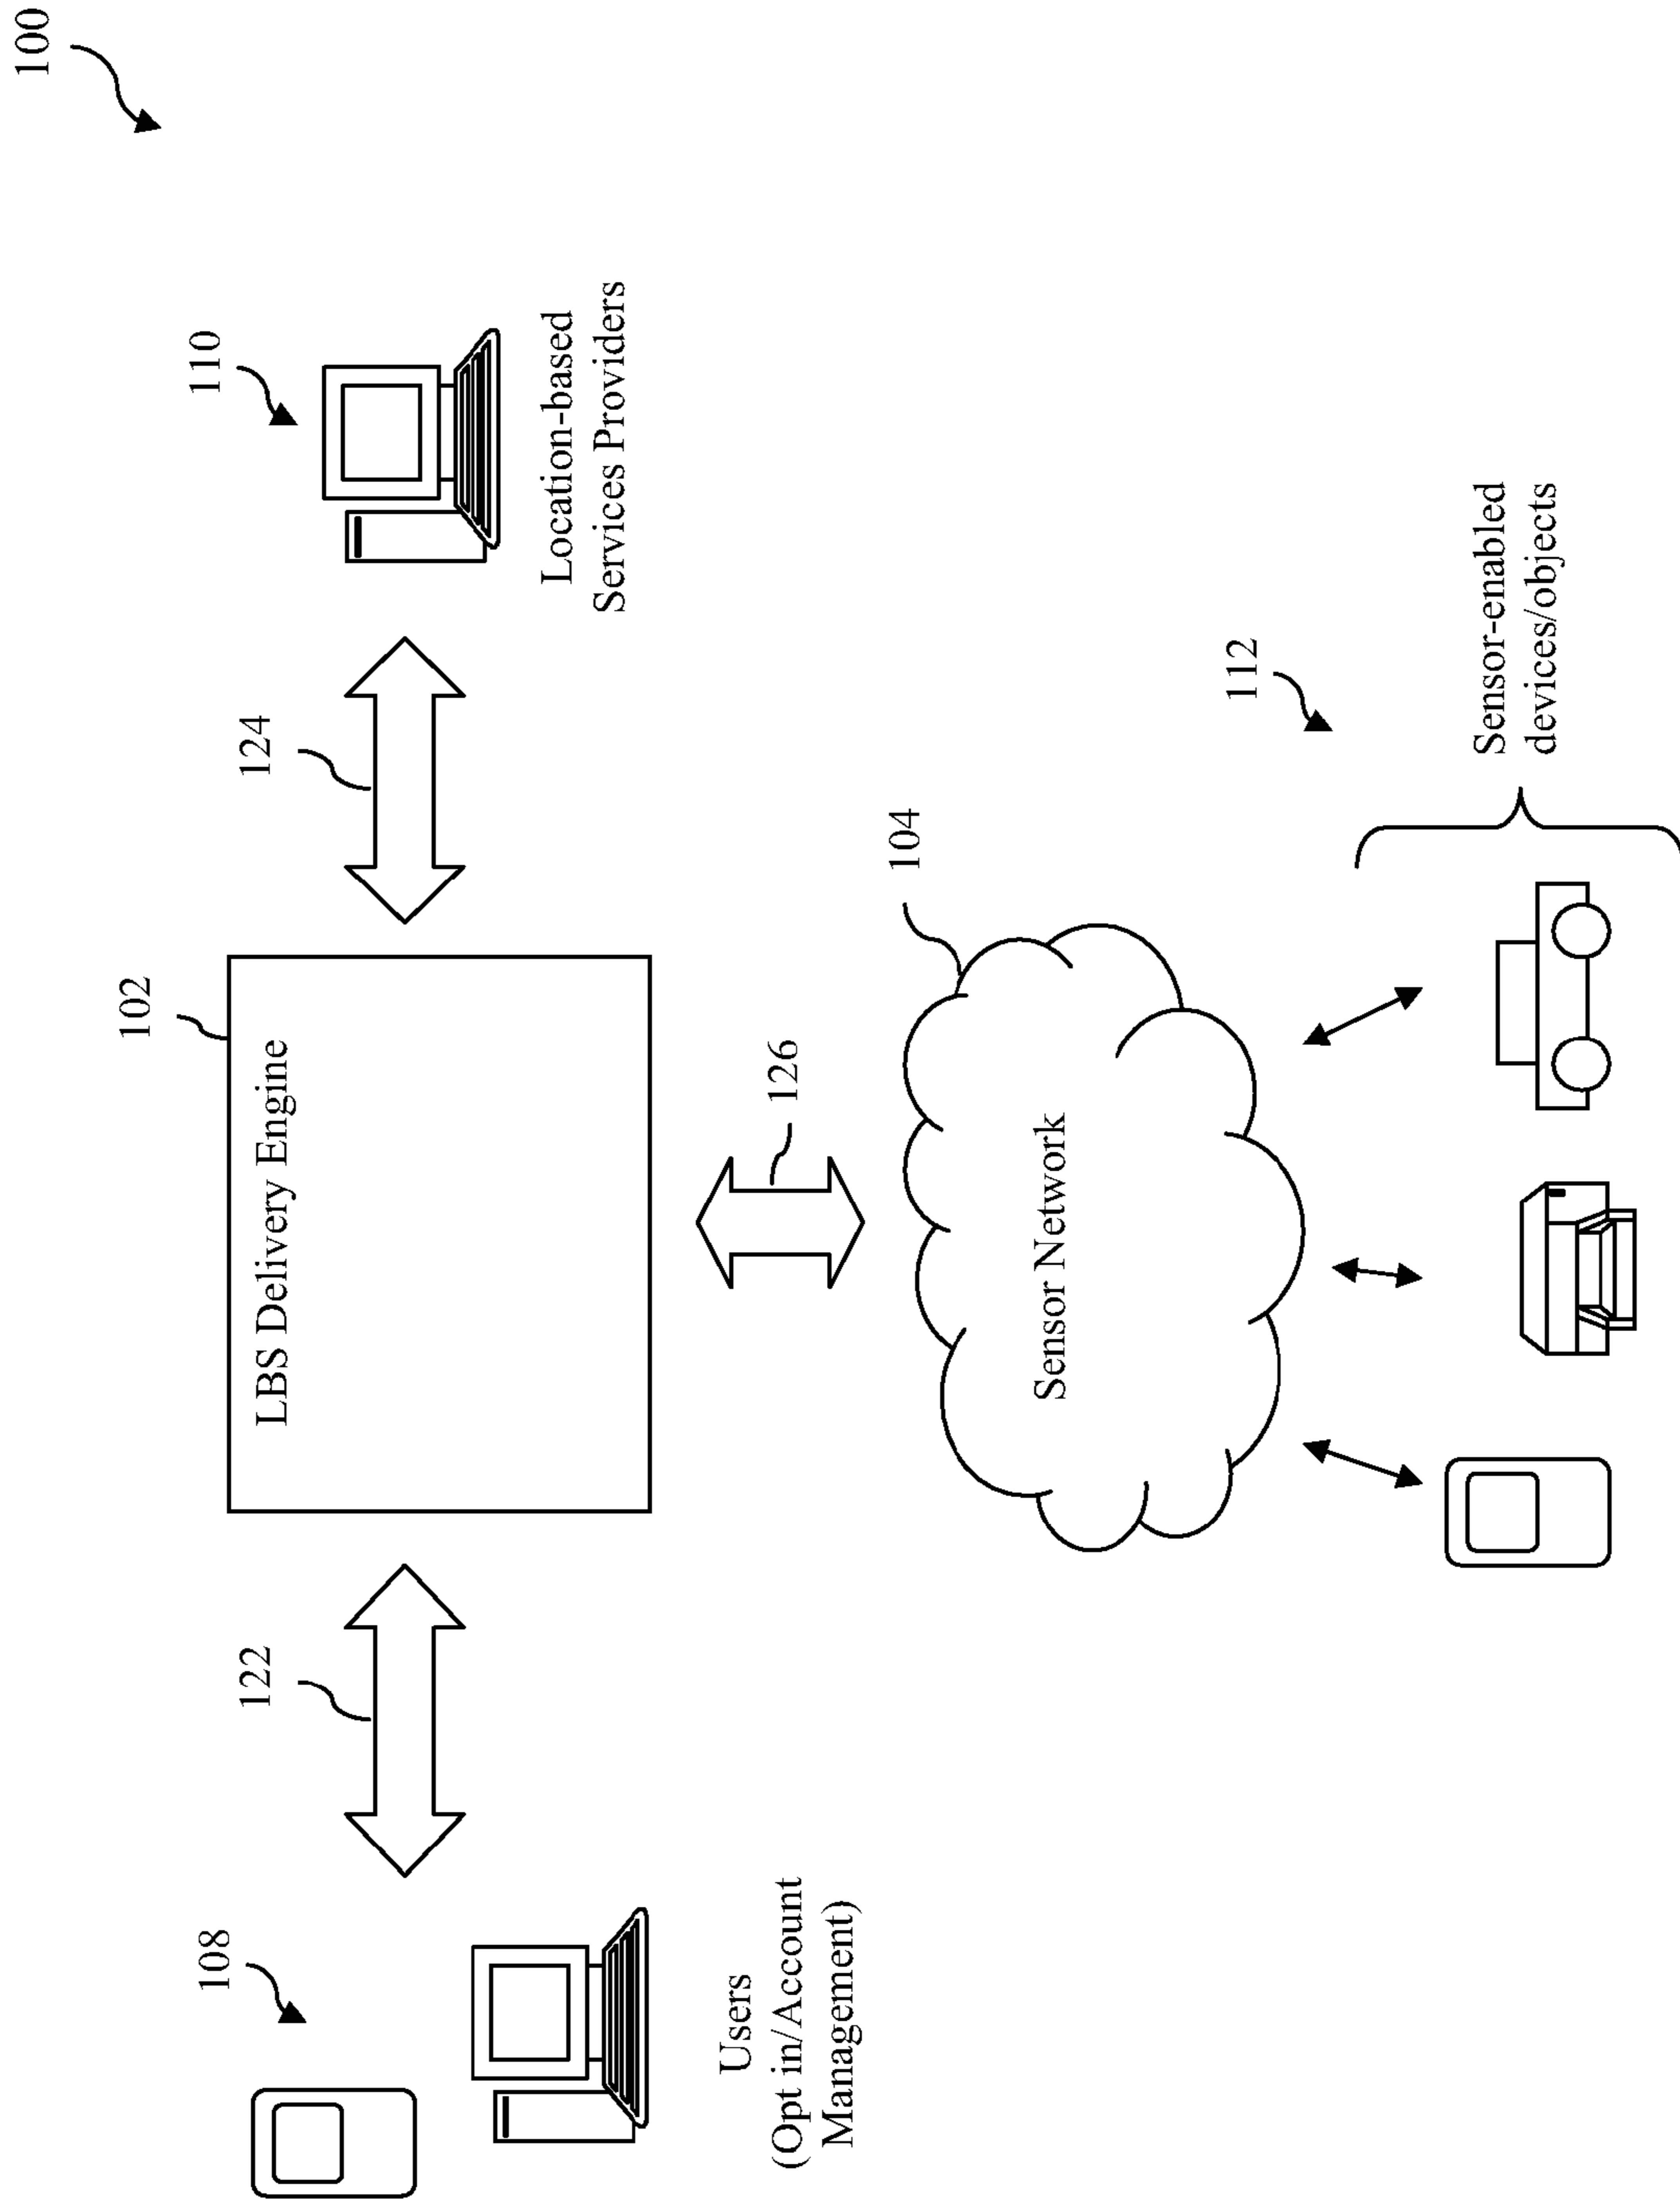 100
110
Location-based
Services Providers
124
102
LBS Delivery Engine
122
108
Users
(Opt in/Account
Management)
126
104
Sensor Network
112
Sensor-enabled
devices/objects